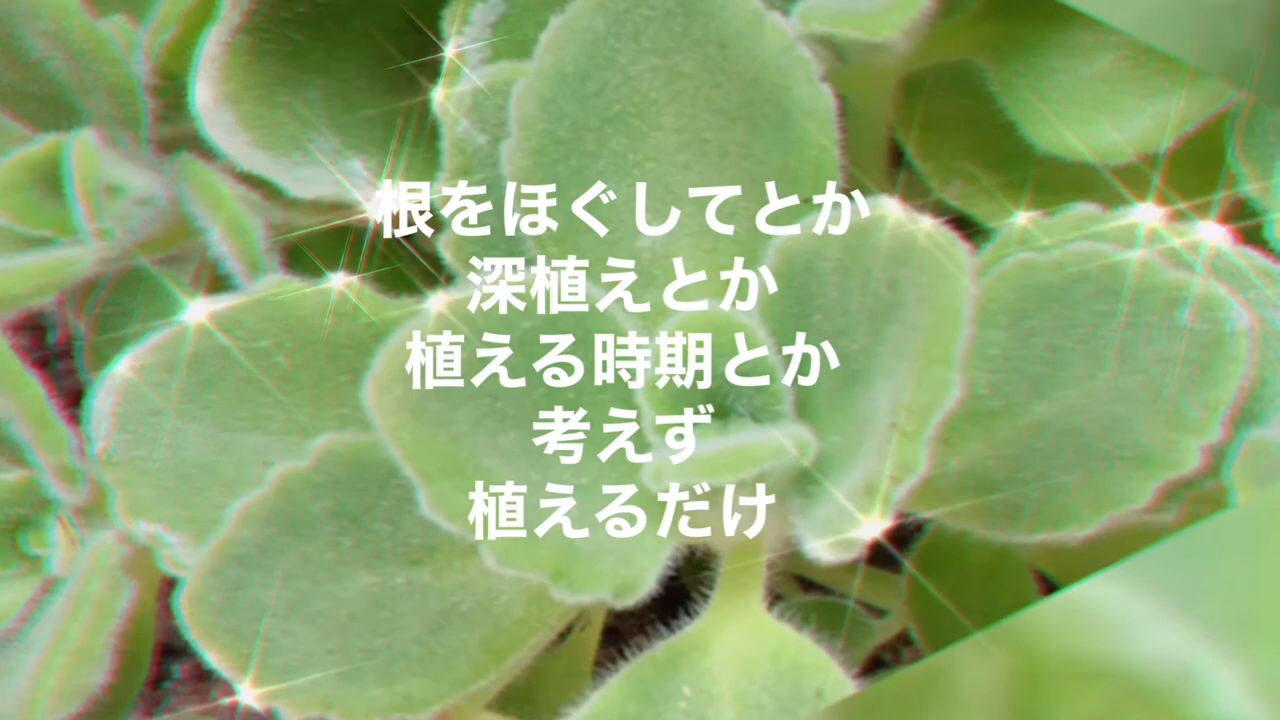 根をほぐしてとか
深植えとか
植える時期とか
考えず
植えるだけ